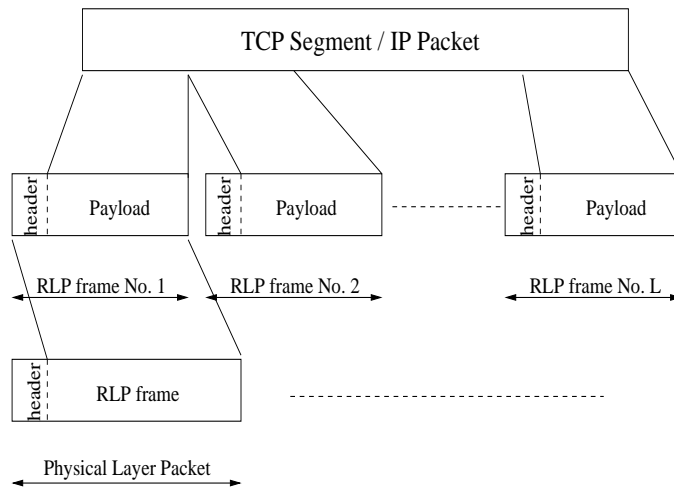 TCP Segment / IP Packet
header
Payload
header
Payload
header
Payload
RLP frame No. 1
RLP frame No. 2
RLP frame No. L
header
RLP frame
Physical Layer Packet